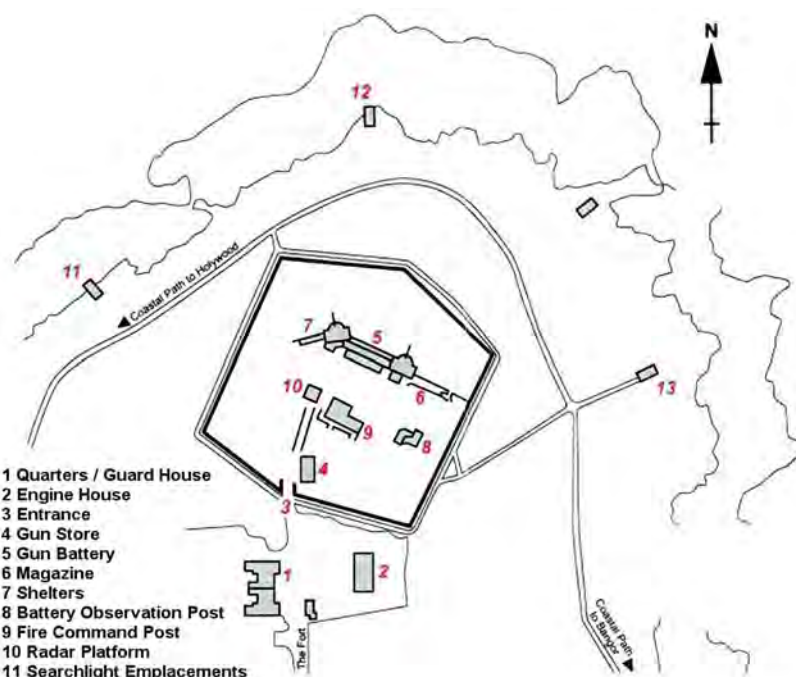 N
12
11
Coastal Path to Holywood
7
5
10
6
13
9
8
4
3
1
2
1 Quarters / Guard House
2 Engine House
3 Entrance
4 Gun Store
5 Gun Battery
6 Magazine
7 Shelters
8 Battery Observation Post
9 Fire Command Post
10 Radar Platform
11 Searchlight Emplacements
The Fort
Coastal Path
to Bangor